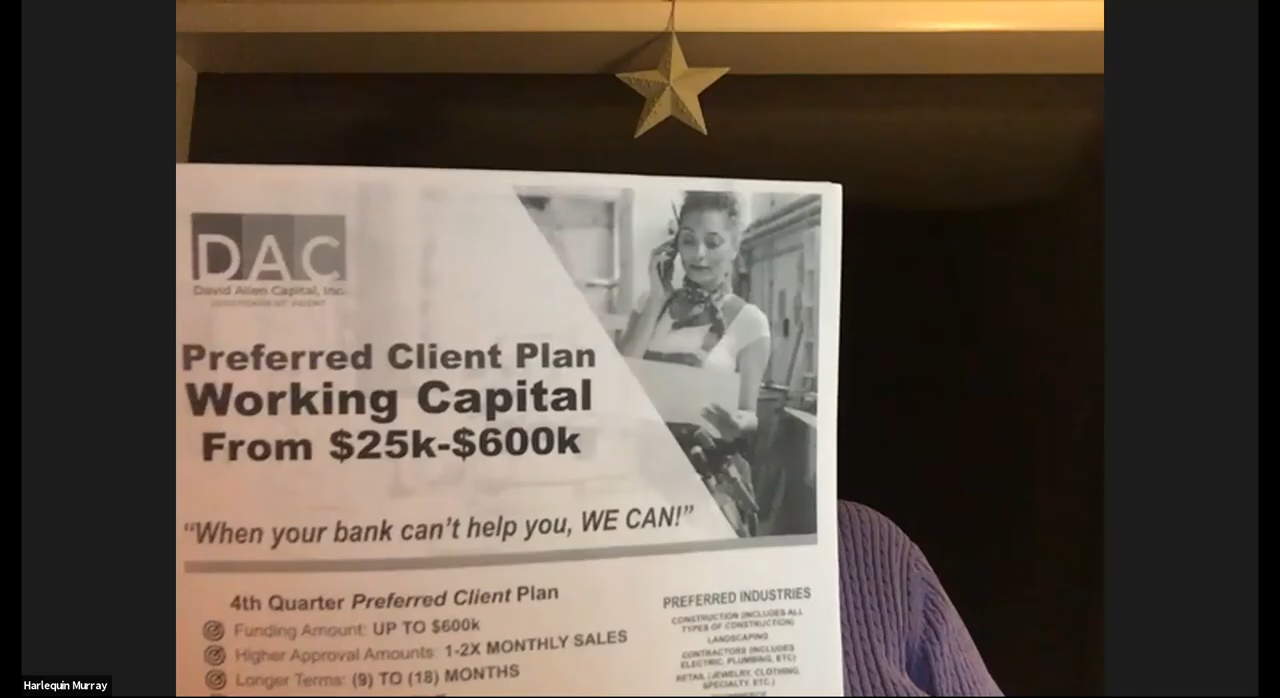 DAC
David Allen Capital, Inc.
INDEPENDENT AGENT
Preferred Client Plan
Working Capital
From $25k-$600k
“When your bank can’t help you, WE CAN!”
4th Quarter Preferred Client Plan
Funding Amount: UP TO $600k
Higher Approval Amounts: 1-2X MONTHLY SALES
Longer Terms: (9) TO (18) MONTHS
PREFERRED INDUSTRIES
CONSTRUCTION (INCLUDES ALL
TYPES OF CONSTRUCTION)
LANDSCAPING
CONTRACTORS (INCLUDES
ELECTRIC, PLUMBING, ETC)
RETAIL (JEWELRY, CLOTHING,
SPECIALTY, ETC.)
Harlequin Murray